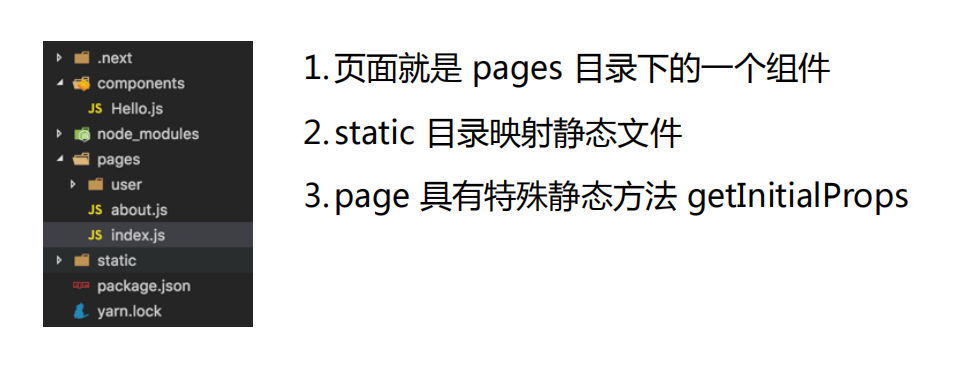 .next
components
JS Hello.js
node_modules
pages
user
JS about.js
JS index.js
static
package.json
yarn.lock
1. 页面就是 pages 目录下的一个组件
2. static 目录映射静态文件
3. page 具有特殊静态方法 getInitialProps